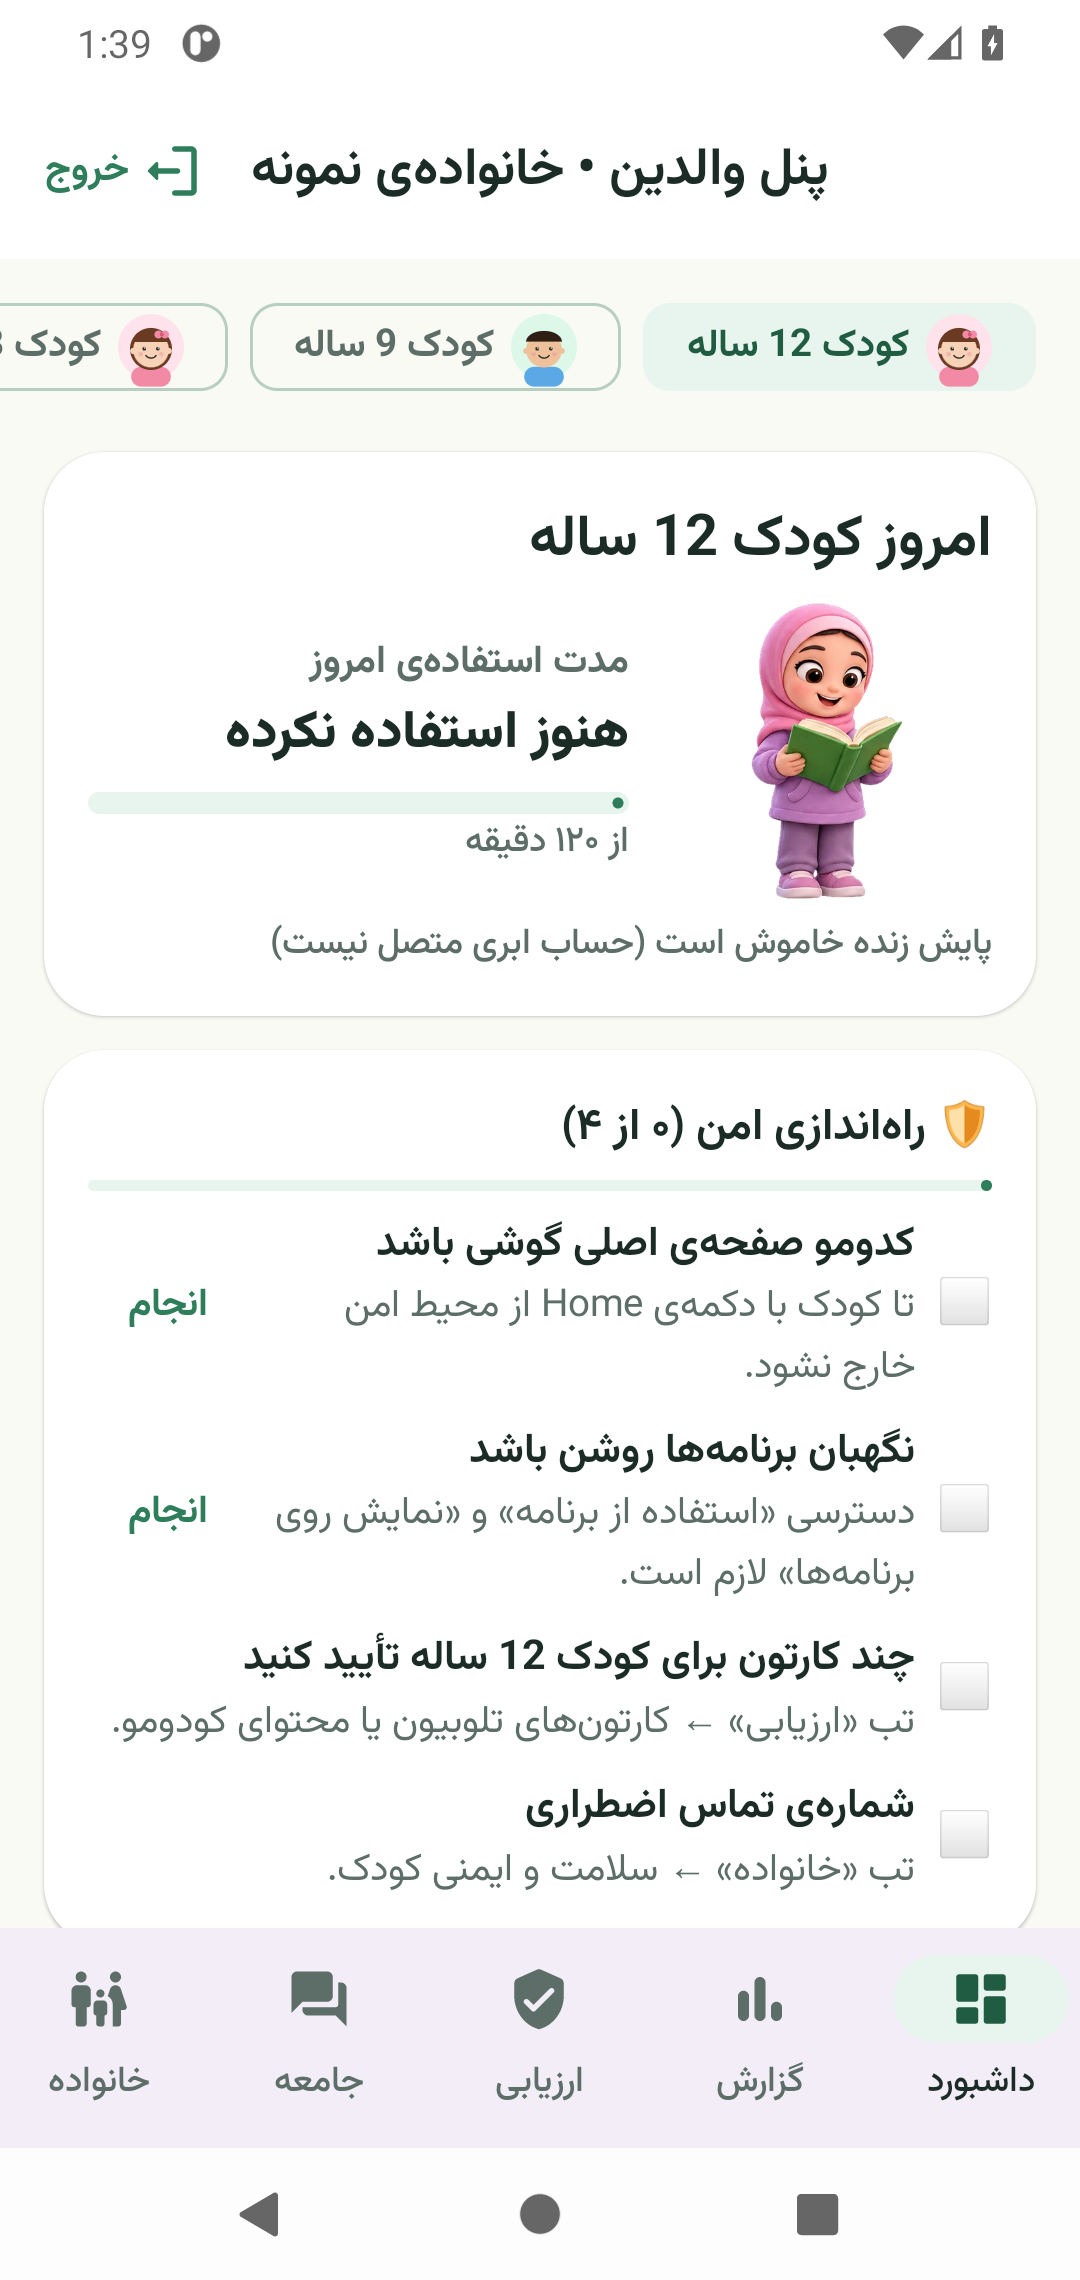 1:39
پنل والدین • خانواده‌ی نمونه
خروج
کودک 12 ساله
کودک 9 ساله
کودک
امروز کودک 12 ساله
مدت استفاده‌ی امروز
هنوز استفاده نکرده
از ۱۲۰ دقیقه
پایش زنده خاموش است (حساب ابری متصل نیست)
راه‌اندازی امن (۰ از ۴)
کدومو صفحه‌ی اصلی گوشی باشد
تا کودک با دکمه‌ی Home از محیط امن
خارج نشود.
انجام
نگهبان برنامه‌ها روشن باشد
دسترسی «استفاده از برنامه» و «نمایش روی
برنامه‌ها» لازم است.
انجام
چند کارتون برای کودک 12 ساله تأیید کنید
تب «ارزیابی» ← کارتون‌های تلوبیون یا محتوای کودومو.
شماره‌ی تماس اضطراری
تب «خانواده» ← سلامت و ایمنی کودک.
داشبورد
گزارش
ارزیابی
جامعه
خانواده